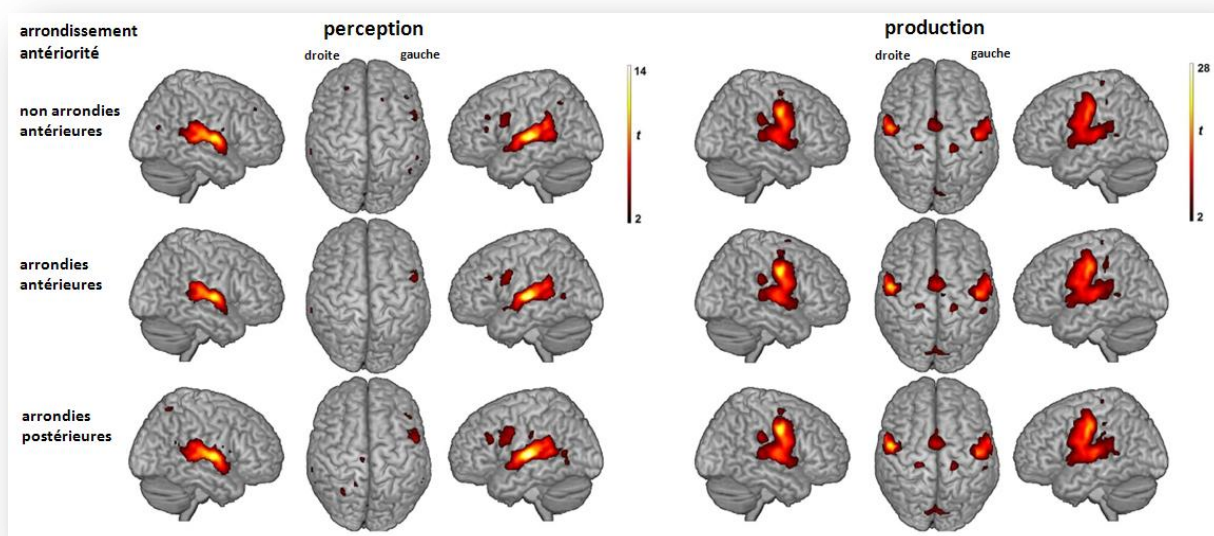 arrondissement
antériorité
perception
droite
gauche
14
t
2
production
droite
gauche
28
t
2
non arrondies
antérieures
arrondies
antérieures
arrondies
postérieures